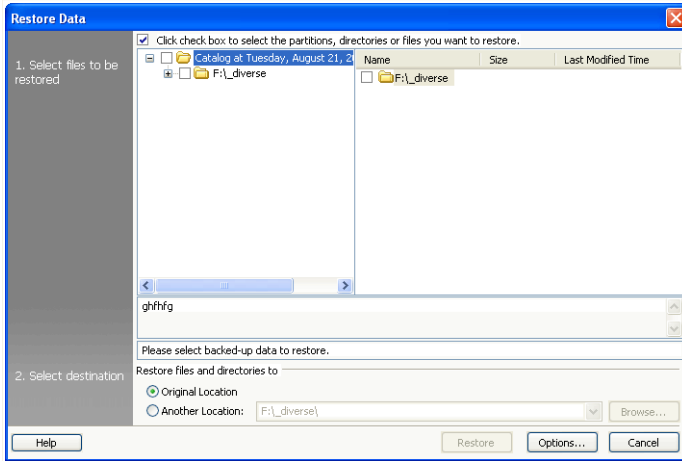 Restore Data
1. Select files to be
restored
Click check box to select the partitions, directories or files you want to restore.
Catalog at Tuesday, August 21, 2
F:\_diverse
Name Size Last Modified Time
F:\_diverse
ghfhfg
Please select backed-up data to restore.
2. Select destination
Restore files and directories to
Original Location
Another Location: F:\_diverse\ Browse...
Help Restore Options... Cancel